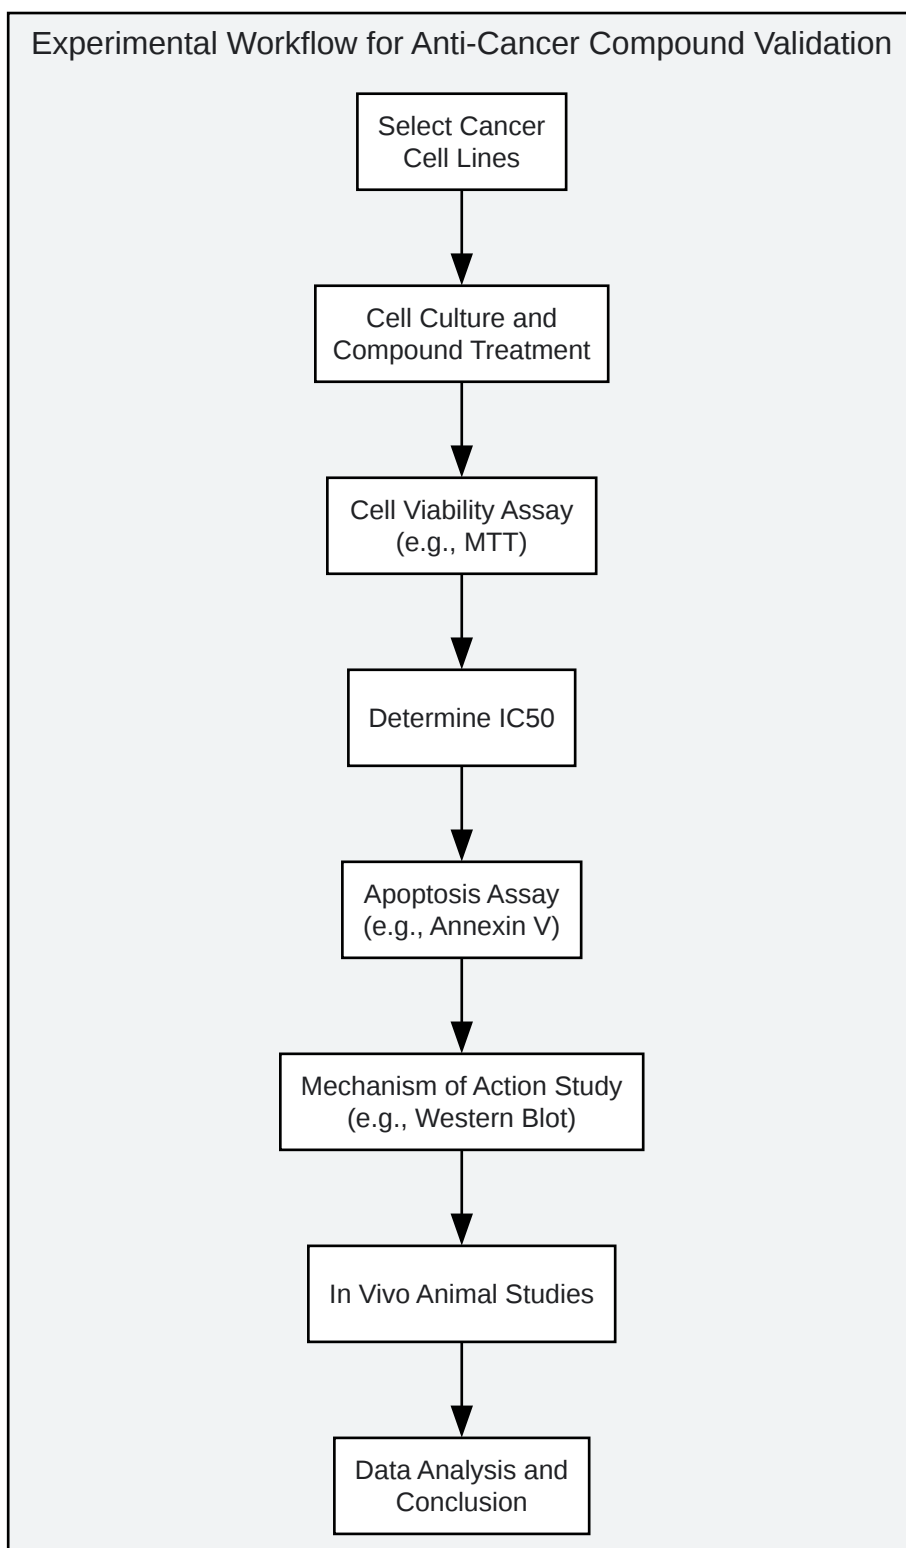 Experimental Workflow for Anti-Cancer Compound Validation
Select Cancer
Cell Lines
Cell Culture and
Compound Treatment
Cell Viability Assay
(e.g., MTT)
Determine IC50
Apoptosis Assay
(e.g., Annexin V)
Mechanism of Action Study
(e.g., Western Blot)
In Vivo Animal Studies
Data Analysis and
Conclusion